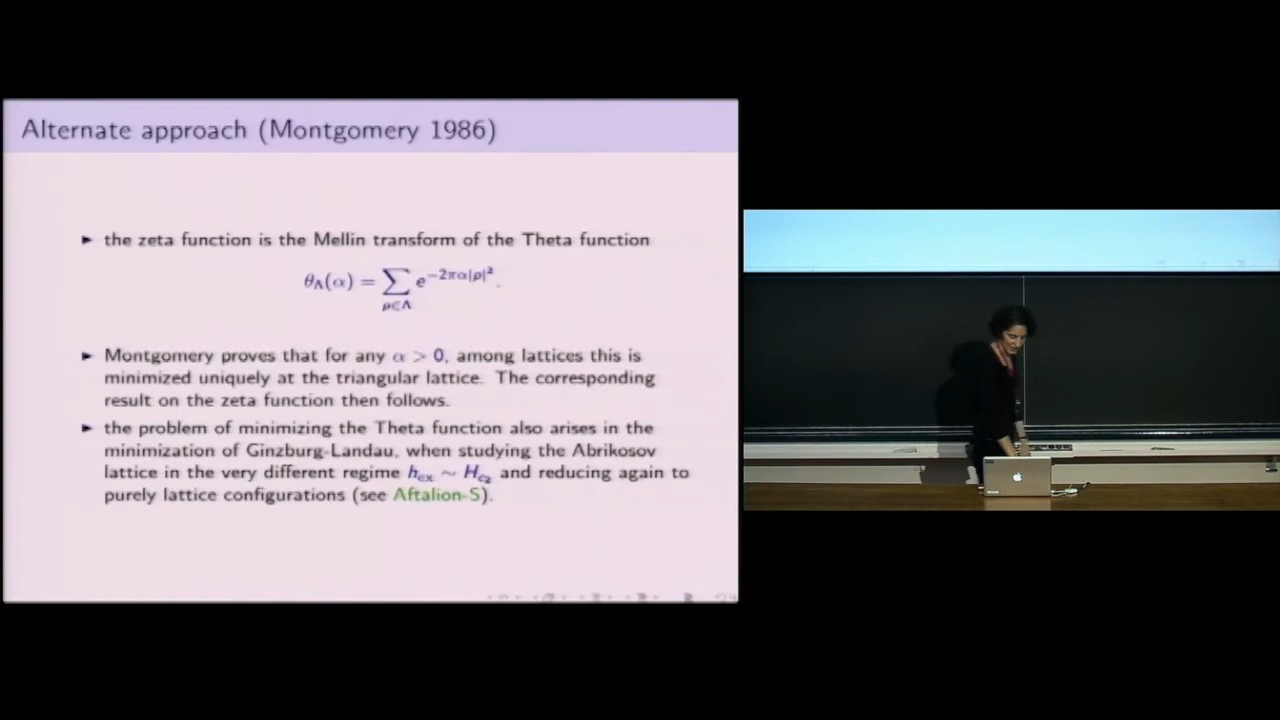 Alternate approach (Montgomery 1986)
▶ the zeta function is the Mellin transform of the Theta function
θ_Λ(α) = ∑_{p∈Λ} e^{−2πα|p|²}.
▶ Montgomery proves that for any α > 0, among lattices this is
minimized uniquely at the triangular lattice. The corresponding
result on the zeta function then follows.
▶ the problem of minimizing the Theta function also arises in the
minimization of Ginzburg-Landau, when studying the Abrikosov
lattice in the very different regime h_{ex} ∼ H_{c₂} and reducing again to
purely lattice configurations (see Aftalion-S).